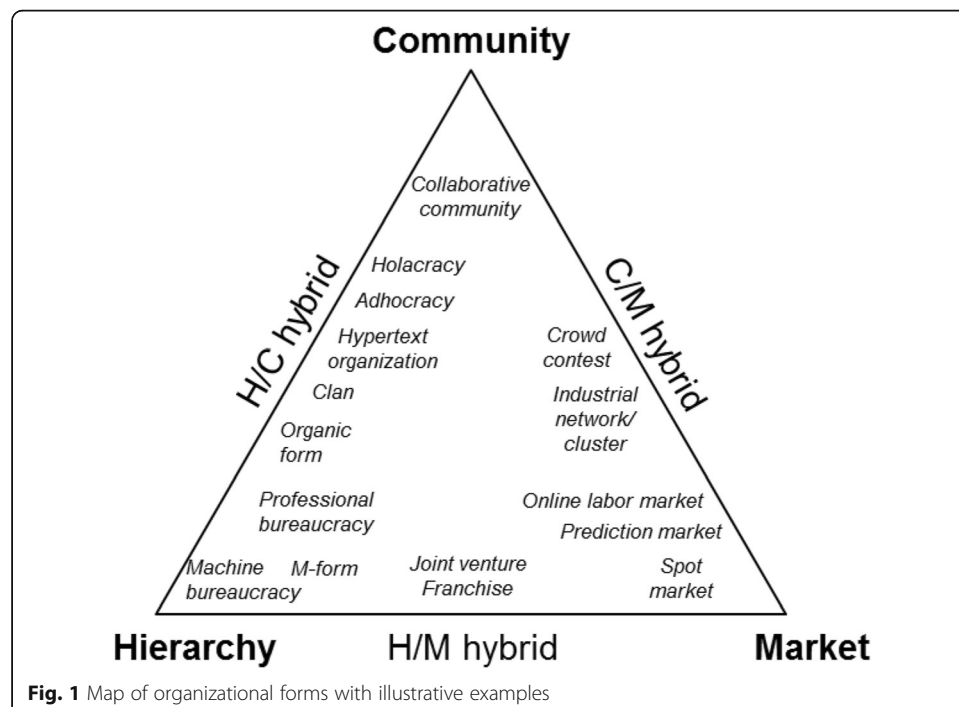 Community
Collaborative
community
H/C hybrid
C/M hybrid
Holacracy
Adhocracy
Hypertext
organization
Crowd
contest
Clan
Industrial
network/
cluster
Organic
form
Professional
bureaucracy
Online labor market
Prediction market
Machine
bureaucracy
M-form
Joint venture
Franchise
Spot
market
Hierarchy
H/M hybrid
Market
Fig. 1 Map of organizational forms with illustrative examples